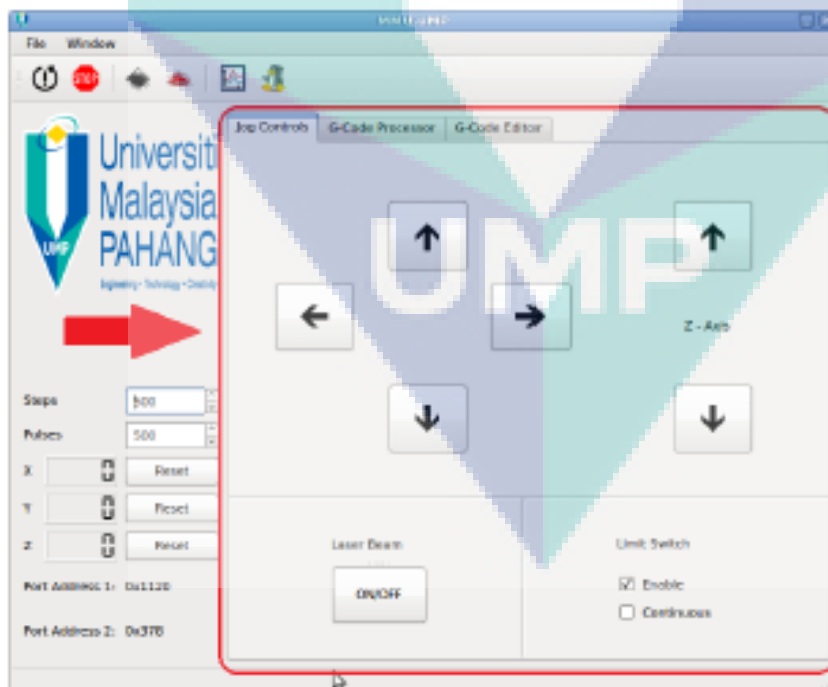 File Window
STOP
Jog Controls G-Code Processor G-Code Editor
Universiti
Malaysia
PAHANG
UMP
UMP
Z - Axis
Steps 500
Pulses 500
X 0 Reset
Y 0 Reset
Z 0 Reset
Laser Beam
ON/OFF
Limit Switch
Enable
Continuous
Port Address 1: 0x1120
Port Address 2: 0x378